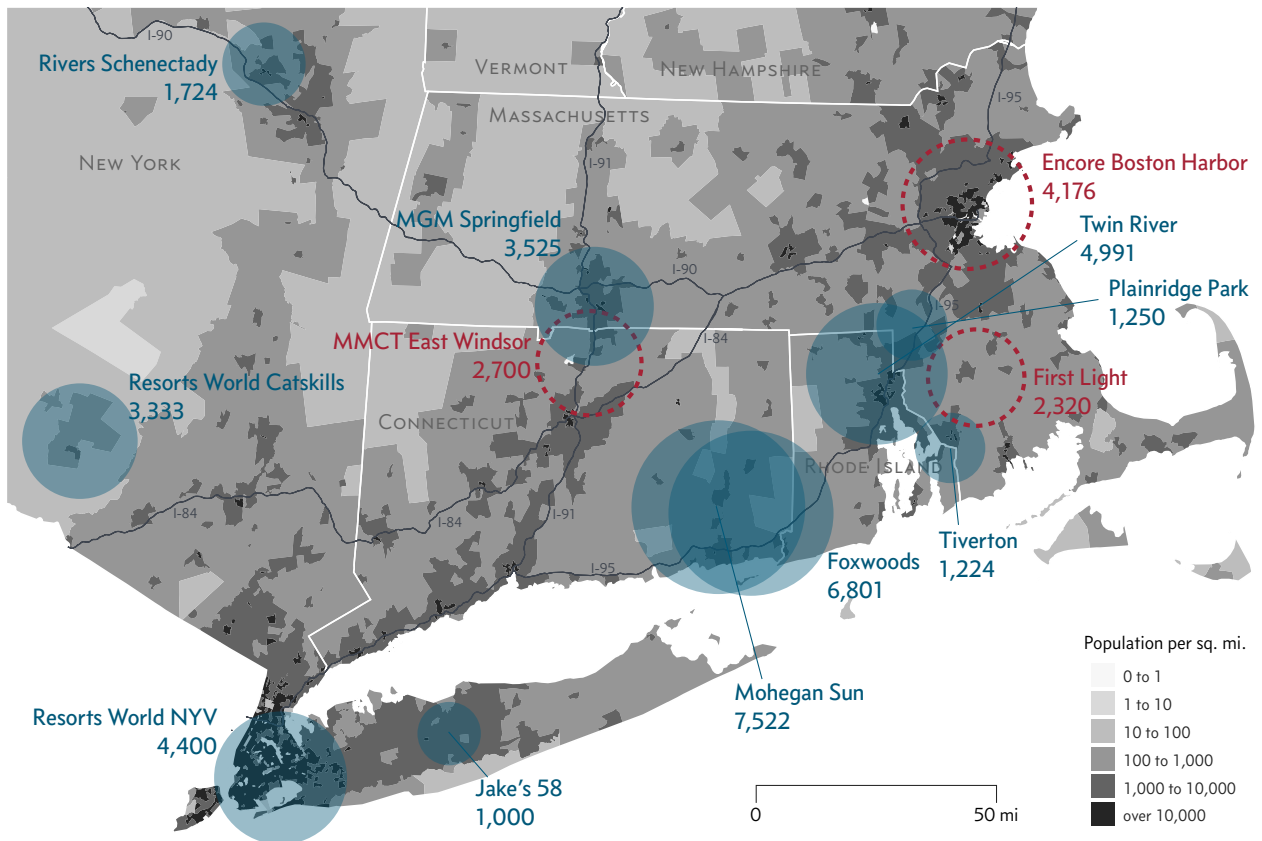 I-90
Rivers Schenectady
1,724
VERMONT
NEW HAMPSHIRE
I-95
MASSACHUSETTS
NEW YORK
I-91
Encore Boston Harbor
4,176
MGM Springfield
3,525
Twin River
4,991
I-90
Plainridge Park
1,250
I-95
MMCT East Windsor
2,700
I-84
Resorts World Catskills
3,333
First Light
2,320
CONNECTICUT
RHODE ISLAND
I-84
I-84
I-91
I-95
Foxwoods
6,801
Tiverton
1,224
Mohegan Sun
7,522
Resorts World NYV
4,400
Jake's 58
1,000
0
50 mi
Population per sq. mi.
0 to 1
1 to 10
10 to 100
100 to 1,000
1,000 to 10,000
over 10,000